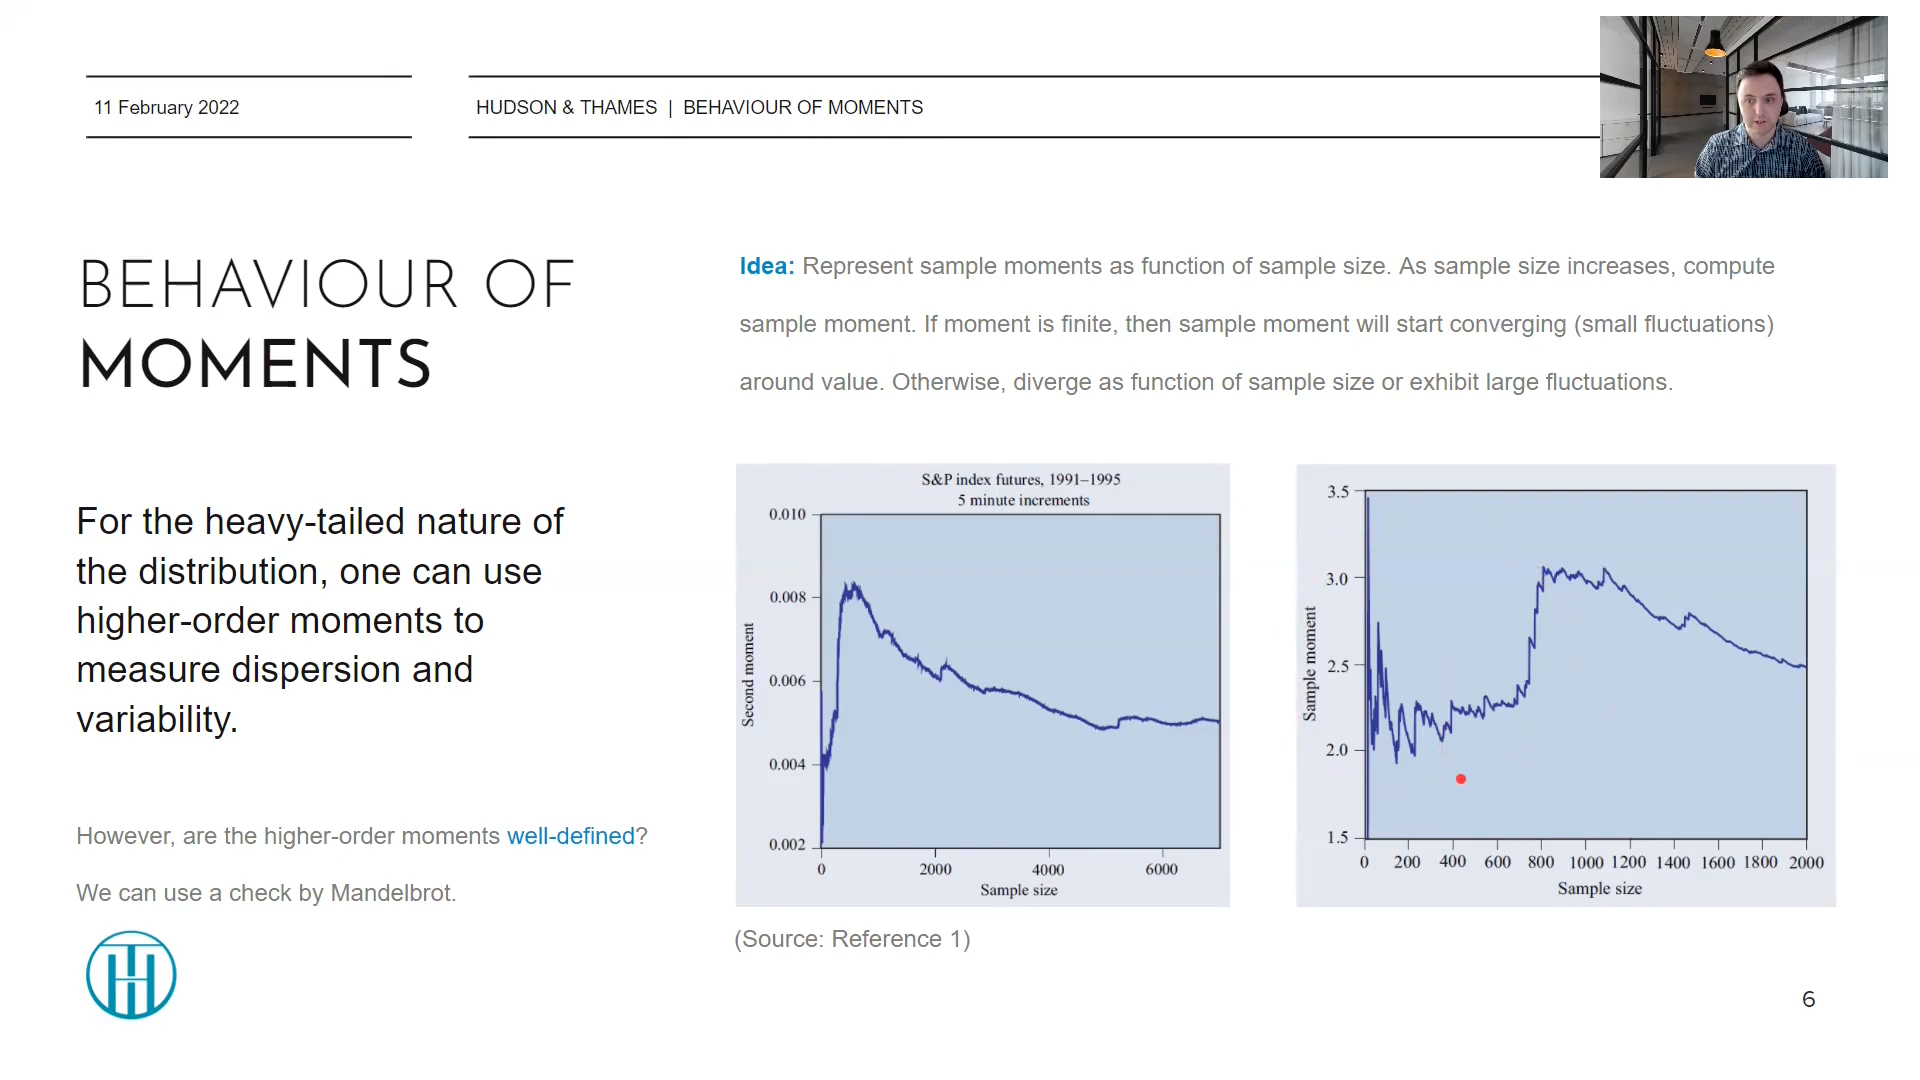 11 February 2022
HUDSON & THAMES | BEHAVIOUR OF MOMENTS
BEHAVIOUR OF
MOMENTS
For the heavy-tailed nature of
the distribution, one can use
higher-order moments to
measure dispersion and
variability.
However, are the higher-order moments well-defined?
We can use a check by Mandelbrot.
Idea: Represent sample moments as function of sample size. As sample size increases, compute
sample moment. If moment is finite, then sample moment will start converging (small fluctuations)
around value. Otherwise, diverge as function of sample size or exhibit large fluctuations.
S&P index futures, 1991–1995
5 minute increments
Second moment
0.010
0.008
0.006
0.004
0.002
0 2000 4000 6000
Sample size
Sample moment
3.5
3.0
2.5
2.0
1.5
0 200 400 600 800 1000 1200 1400 1600 1800 2000
Sample size
(Source: Reference 1)
6